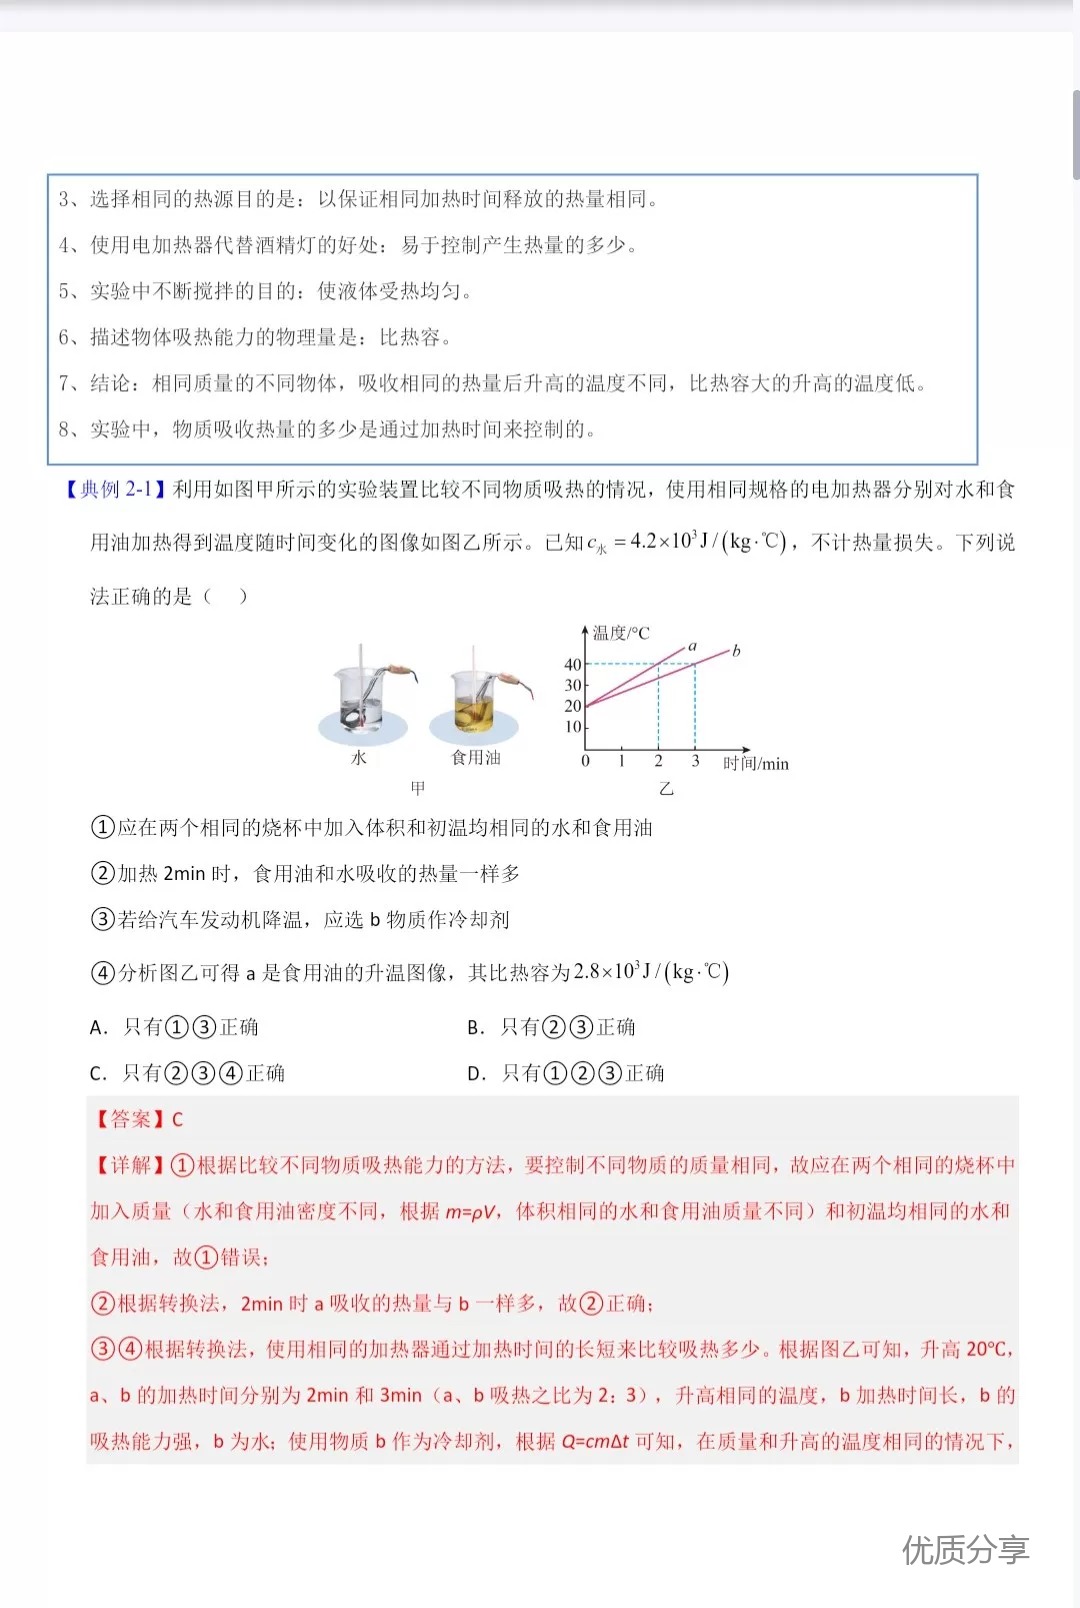 3、选择相同的热源目的是：以保证相同加热时间释放的热量相同。
4、使用电加热器代替酒精灯的好处：易于控制产生热量的多少。
5、实验中不断搅拌的目的：使液体受热均匀。
6、描述物体吸热能力的物理量是：比热容。
7、结论：相同质量的不同物体，吸收相同的热量后升高的温度不同，比热容大的升高的温度低。
8、实验中，物质吸收热量的多少是通过加热时间来控制的。
【典例 2-1】利用如图甲所示的实验装置比较不同物质吸热的情况，使用相同规格的电加热器分别对水和食
用油加热得到温度随时间变化的图像如图乙所示。已知 c水 = 4.2×10³J/(kg·℃)，不计热量损失。下列说
法正确的是（    ）
温度/°C
a
b
40
30
20
10
0 1 2 3 时间/min
水 食用油
甲 乙
①应在两个相同的烧杯中加入体积和初温均相同的水和食用油
②加热 2min 时，食用油和水吸收的热量一样多
③若给汽车发动机降温，应选 b 物质作冷却剂
④分析图乙可得 a 是食用油的升温图像，其比热容为 2.8×10³J/(kg·℃)
A．只有①③正确 B．只有②③正确
C．只有②③④正确 D．只有①②③正确
【答案】C
【详解】①根据比较不同物质吸热能力的方法，要控制不同物质的质量相同，故应在两个相同的烧杯中
加入质量（水和食用油密度不同，根据 m=ρV，体积相同的水和食用油质量不同）和初温均相同的水和
食用油，故①错误；
②根据转换法，2min 时 a 吸收的热量与 b 一样多，故②正确；
③④根据转换法，使用相同的加热器通过加热时间的长短来比较吸热多少。根据图乙可知，升高 20℃，
a、b 的加热时间分别为 2min 和 3min（a、b 吸热之比为 2：3），升高相同的温度，b 加热时间长，b 的
吸热能力强，b 为水；使用物质 b 作为冷却剂，根据 Q=cmΔt 可知，在质量和升高的温度相同的情况下，
优质分享